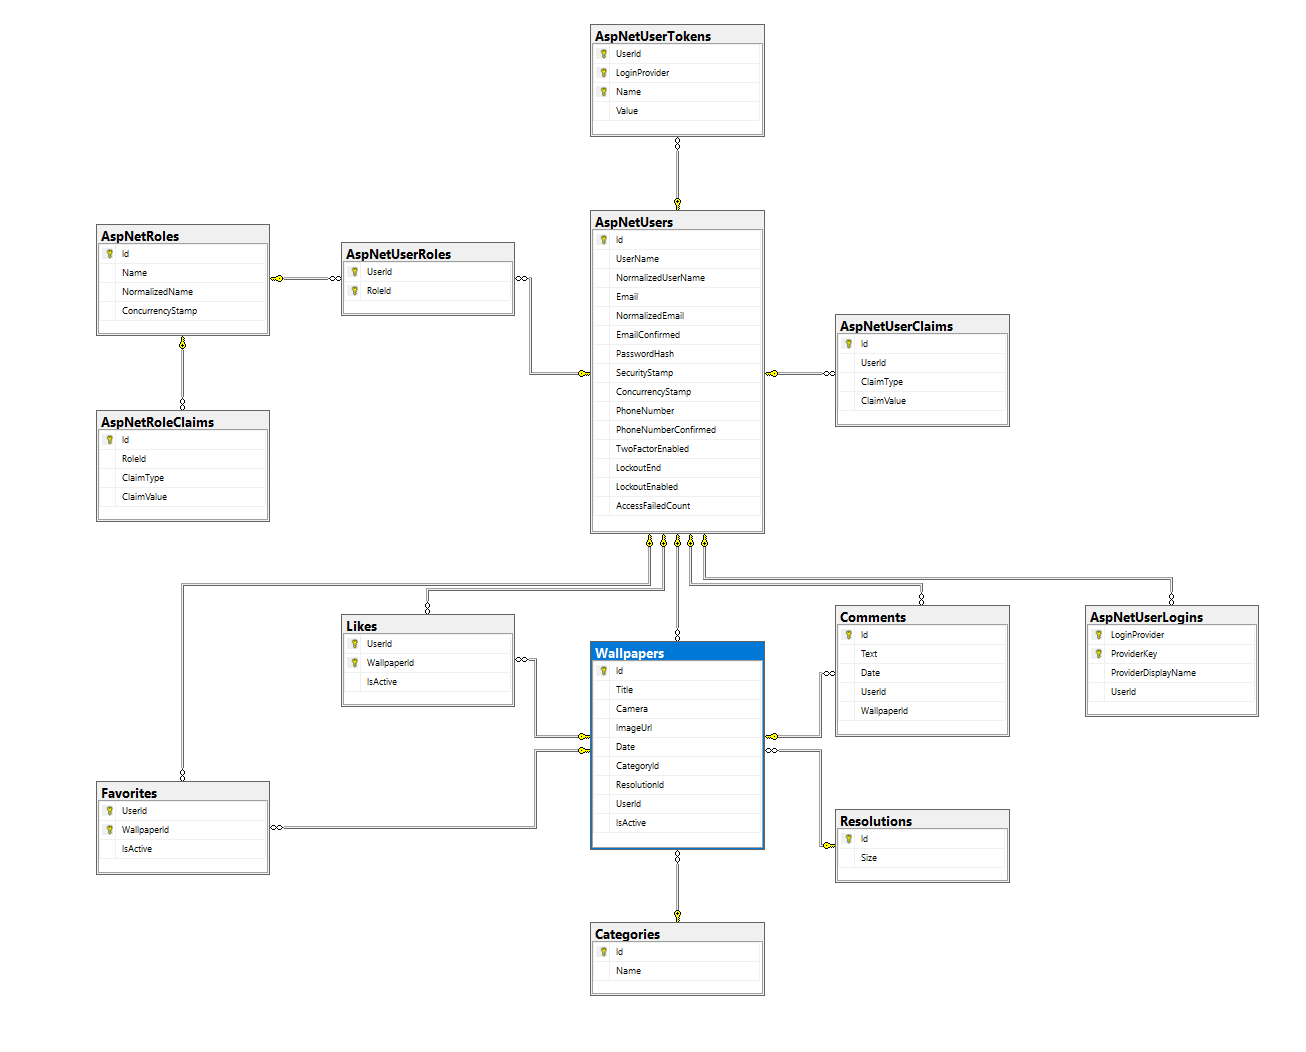 AspNetUserTokens
UserId
LoginProvider
Name
Value
AspNetUsers
Id
UserName
NormalizedUserName
Email
NormalizedEmail
EmailConfirmed
PasswordHash
SecurityStamp
ConcurrencyStamp
PhoneNumber
PhoneNumberConfirmed
TwoFactorEnabled
LockoutEnd
LockoutEnabled
AccessFailedCount
AspNetRoles
Id
Name
NormalizedName
ConcurrencyStamp
AspNetUserRoles
UserId
RoleId
AspNetUserClaims
Id
UserId
ClaimType
ClaimValue
AspNetRoleClaims
Id
RoleId
ClaimType
ClaimValue
Likes
UserId
WallpaperId
IsActive
Wallpapers
Id
Title
Camera
ImageUrl
Date
CategoryId
ResolutionId
UserId
IsActive
Comments
Id
Text
Date
UserId
WallpaperId
AspNetUserLogins
LoginProvider
ProviderKey
ProviderDisplayName
UserId
Favorites
UserId
WallpaperId
IsActive
Resolutions
Id
Size
Categories
Id
Name